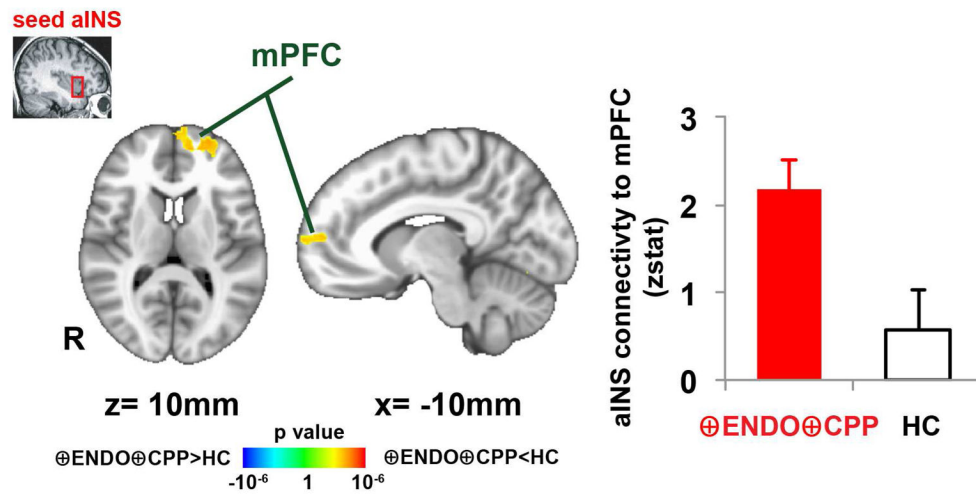 seed aINS
mPFC
R
z= 10mm
x= -10mm
p value
⊕ENDO⊕CPP>HC
⊕ENDO⊕CPP<HC
-10⁻⁶
1
10⁻⁶
aINS connectivty to mPFC
(zstat)
3
2
1
0
⊕ENDO⊕CPP
HC